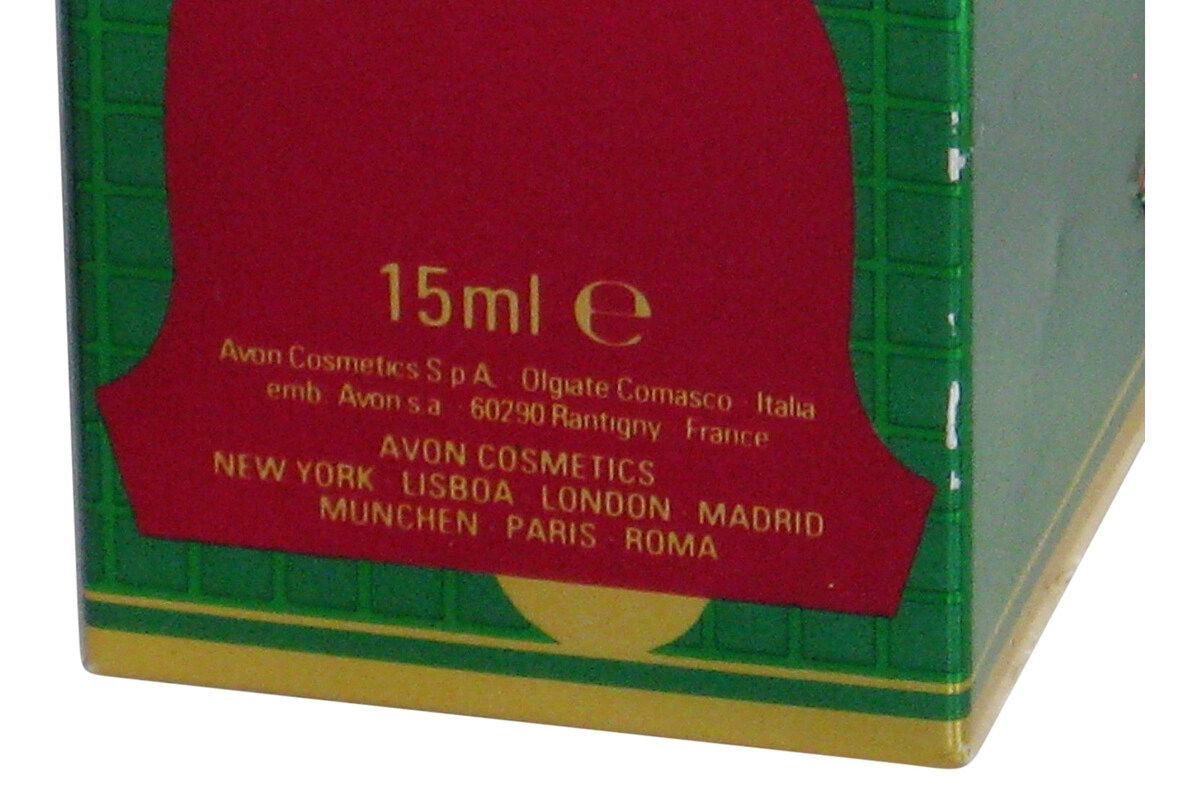 15ml ℮
Avon Cosmetics S p A · Olgiate Comasco · Italia
emb. Avon s.a · 60290 Rantigny · France
AVON COSMETICS
NEW YORK LISBOA LONDON MADRID
MUNCHEN · PARIS · ROMA